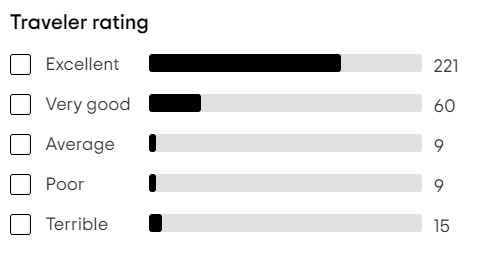 Traveler rating
Excellent 221
Very good 60
Average 9
Poor 9
Terrible 15